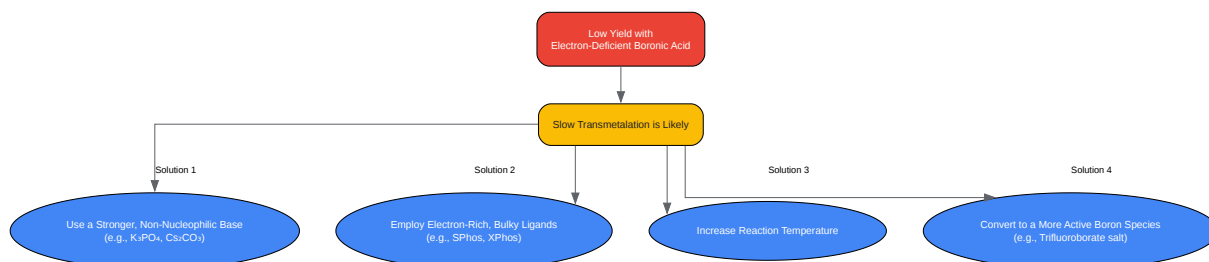 Low Yield with
Electron-Deficient Boronic Acid
Slow Transmetalation is Likely
Solution 1
Solution 2
Solution 3
Solution 4
Use a Stronger, Non-Nucleophilic Base
(e.g., K₃PO₄, Cs₂CO₃)
Employ Electron-Rich, Bulky Ligands
(e.g., SPhos, XPhos)
Increase Reaction Temperature
Convert to a More Active Boron Species
(e.g., Trifluoroborate salt)